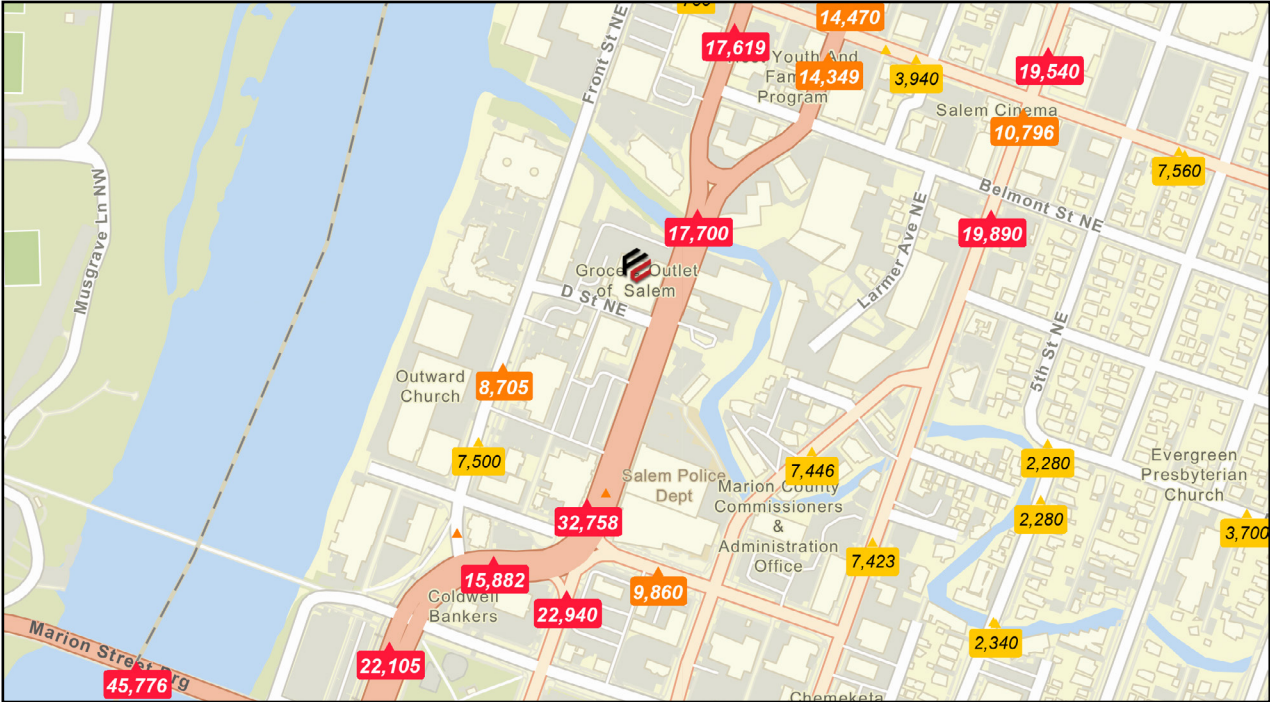 14,470
17,619
Front St NE
Youth And
14,349
Program
3,940
19,540
Salem Cinema
10,796
7,560
Musgrave Ln NW
Belmont St NE
17,700
19,890
Outlet
of Salem
D St NE
Larmer Ave NE
5th St NE
Outward
Church
8,705
7,500
7,446
2,280
Evergreen
Presbyterian
Church
Salem Police
Dept
Marion County
Commissioners
&
Administration
Office
32,758
2,280
3,700
7,423
15,882
9,860
Coldwell
Bankers
22,940
2,340
Marion Street Brg
22,105
45,776
Chemeketa